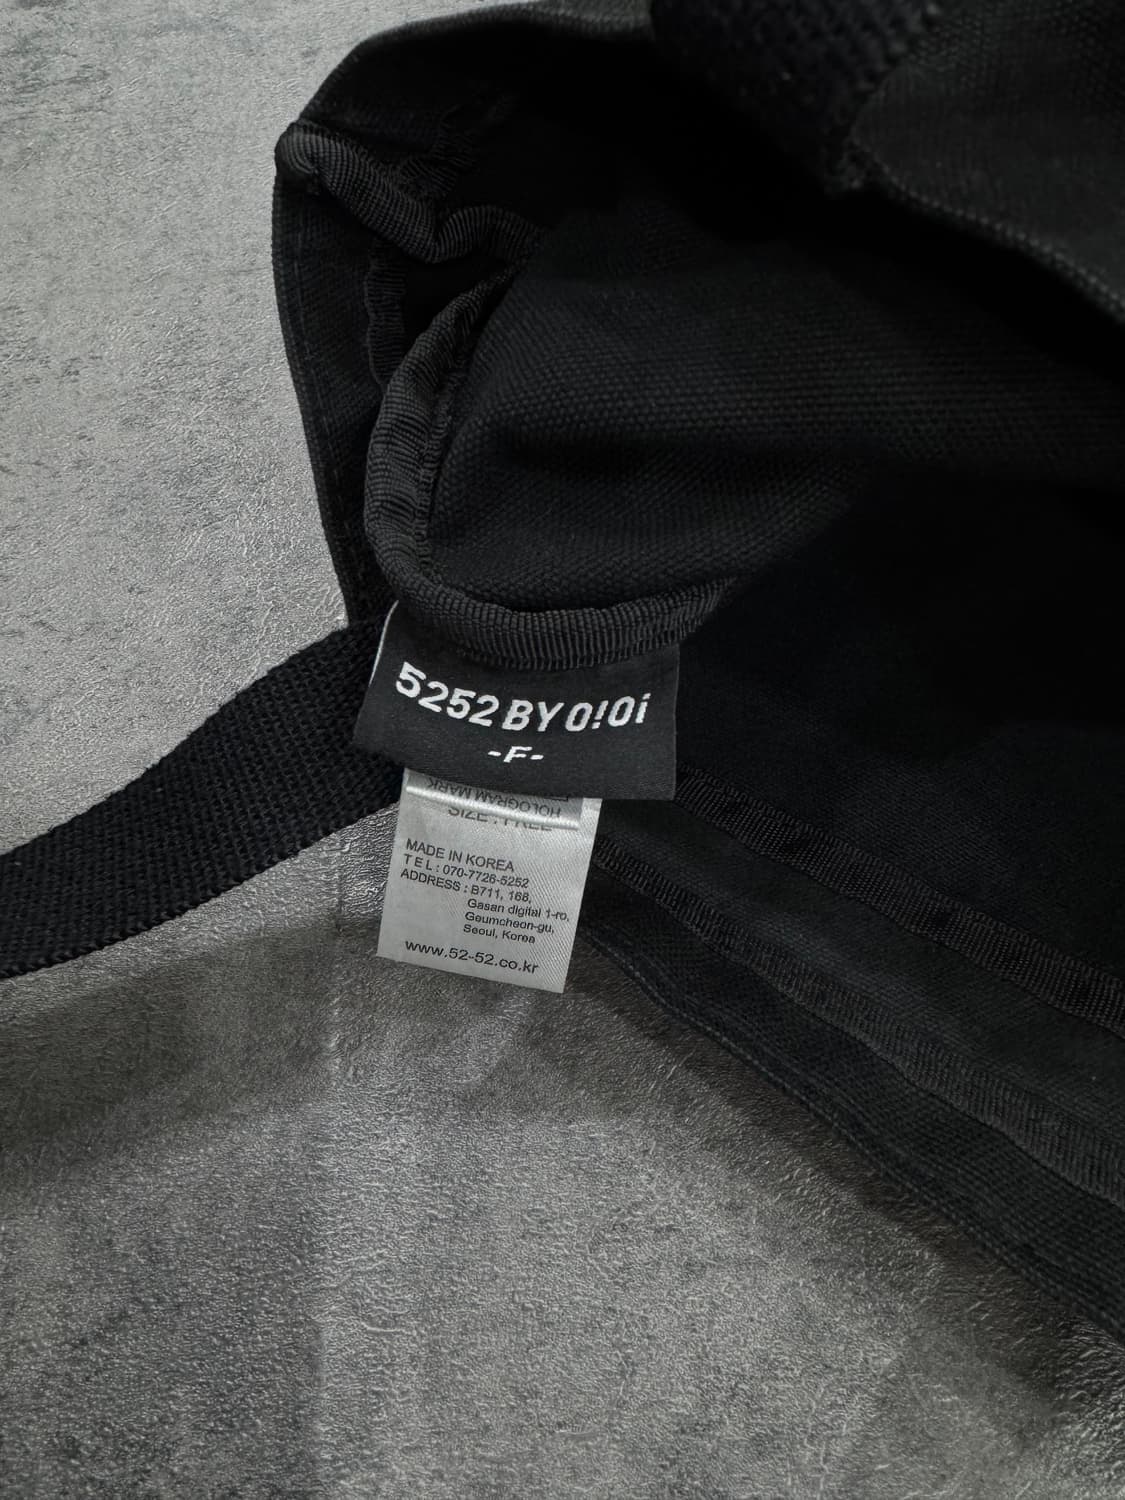 5252 BY O!Oi
-F-
HOLOGRAM MARK
SIZE : FREE
MADE IN KOREA
TEL : 070-7728-5252
ADDRESS : B711, 168,
Gasan digital 1-ro,
Geumcheon-gu,
Seoul, Korea
www.52-52.co.kr